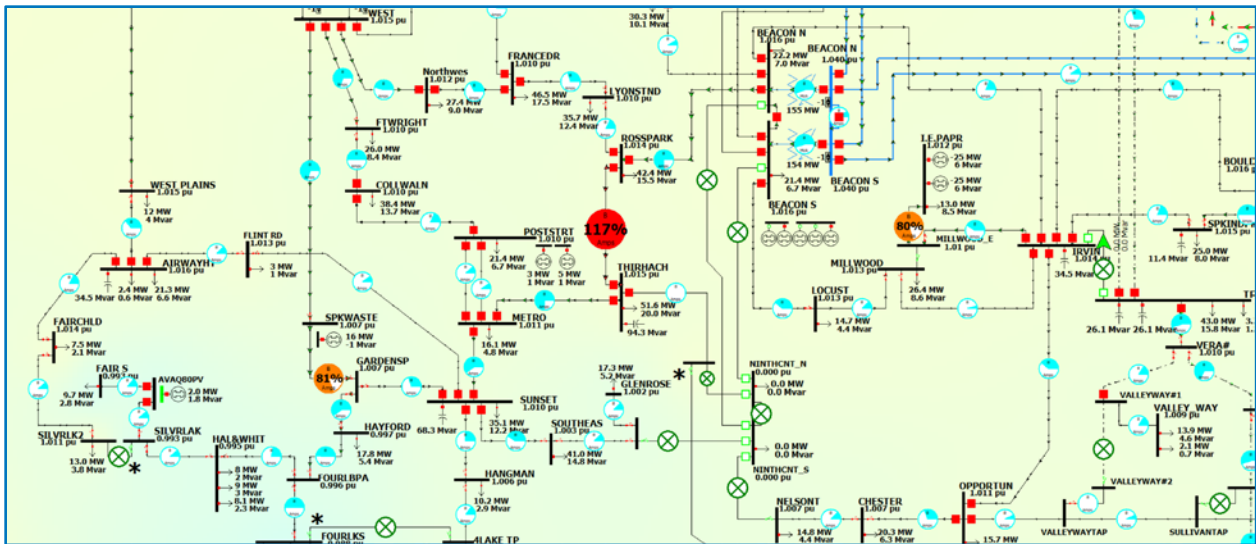 WEST
1.015 pu
30.3 MW
10.1 Mvar
BEACON N
1.016 pu
22.2 MW
7.0 Mvar
BEACON N
1.040 pu
FRANCEDR
1.010 pu
Northwes
1.012 pu
27.4 MW
9.0 Mvar
46.5 MW
17.5 Mvar
LYONSTND
1.010 pu
35.7 MW
12.4 Mvar
155 MW
154 MW
FTWRIGHT
1.010 pu
26.0 MW
8.4 Mvar
ROSSPARK
1.014 pu
42.4 MW
15.5 Mvar
21.4 MW
6.7 Mvar
BEACON S
1.040 pu
BEACON S
1.016 pu
I.E.PAPR
1.012 pu
-25 MW
6 Mvar
-25 MW
6 Mvar
13.0 MW
8.5 Mvar
80%
Amps
MILLWOOD_E
1.01 pu
BOULD
1.016
SPKINDPK
1.015 pu
25.0 MW
8.0 Mvar
11.4 Mvar
IRVIN
1.014 pu
34.5 Mvar
0.0 MW
0.0 Mvar
WEST PLAINS
1.015 pu
12 MW
4 Mvar
COLLWALN
1.010 pu
38.4 MW
13.7 Mvar
117%
Amps
POSTSTRT
1.010 pu
21.4 MW
6.7 Mvar
3 MW
1 Mvar
5 MW
1 Mvar
FLINT RD
1.013 pu
3 MW
1 Mvar
AIRWAYHT
1.016 pu
34.5 Mvar
2.4 MW
0.6 Mvar
21.3 MW
6.6 Mvar
THIRHACH
1.015 pu
51.6 MW
20.0 Mvar
94.3 Mvar
MILLWOOD
1.013 pu
26.4 MW
8.6 Mvar
LOCUST
1.013 pu
14.7 MW
4.4 Mvar
26.1 Mvar
26.1 Mvar
43.0 MW
15.8 Mvar
FAIRCHLD
1.014 pu
7.5 MW
2.1 Mvar
SPKWASTE
1.007 pu
16 MW
-1 Mvar
METRO
1.011 pu
16.1 MW
4.8 Mvar
VERA#
1.010 pu
FAIR S
0.993 pu
9.7 MW
2.8 Mvar
AVAQ80PV
2.0 MW
1.8 Mvar
GARDENSP
1.007 pu
81%
Amps
17.3 MW
5.2 Mvar
GLENROSE
1.002 pu
*
NINTHCNT_N
0.000 pu
0.0 MW
0.0 Mvar
VALLEYWAY#1
VALLEY_WAY
1.009 pu
13.9 MW
4.6 Mvar
2.1 MW
0.7 Mvar
SUNSET
1.010 pu
68.3 Mvar
35.1 MW
12.2 Mvar
SOUTHEAS
1.003 pu
41.0 MW
14.8 Mvar
SILVRLK2
1.011 pu
13.0 MW
3.8 Mvar
*
SILVRLAK
0.993 pu
HAL&WHIT
0.995 pu
8 MW
2 Mvar
9 MW
3 Mvar
8.1 MW
2.3 Mvar
HAYFORD
0.997 pu
17.8 MW
5.4 Mvar
FOURLBPA
0.996 pu
HANGMAN
1.006 pu
10.2 MW
2.9 Mvar
0.0 MW
0.0 Mvar
NINTHCNT_S
0.000 pu
NELSONT
1.007 pu
14.8 MW
4.4 Mvar
CHESTER
1.007 pu
20.3 MW
6.3 Mvar
OPPORTUN
1.011 pu
15.7 MW
VALLEYWAY#2
VALLEYWAYTAP
SULLIVANTAP
*
FOURLKS
4LAKE TP